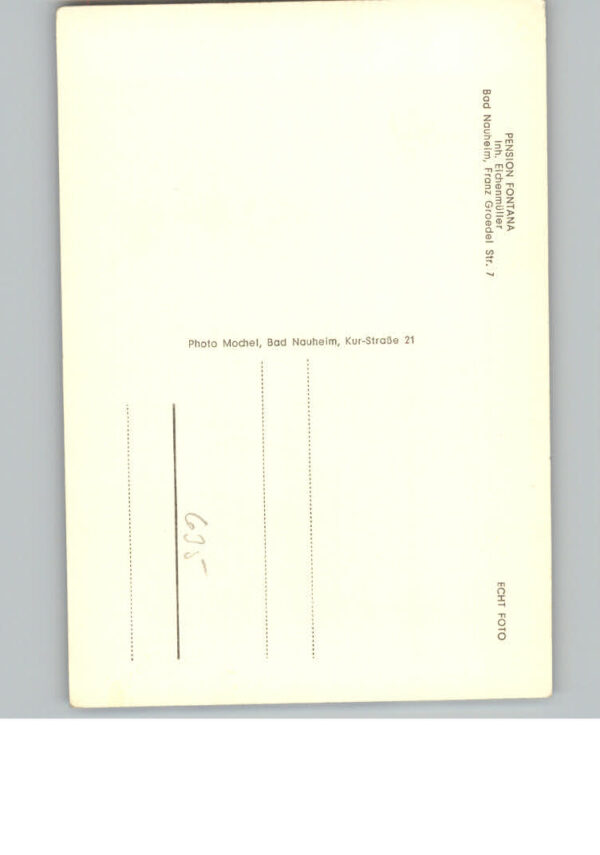 PENSION FONTANA
Inh. Eichenmüller
Bad Nauheim, Franz Groedel Str. 7
Photo Mochel, Bad Nauheim, Kur-Straße 21
ECHT FOTO
635